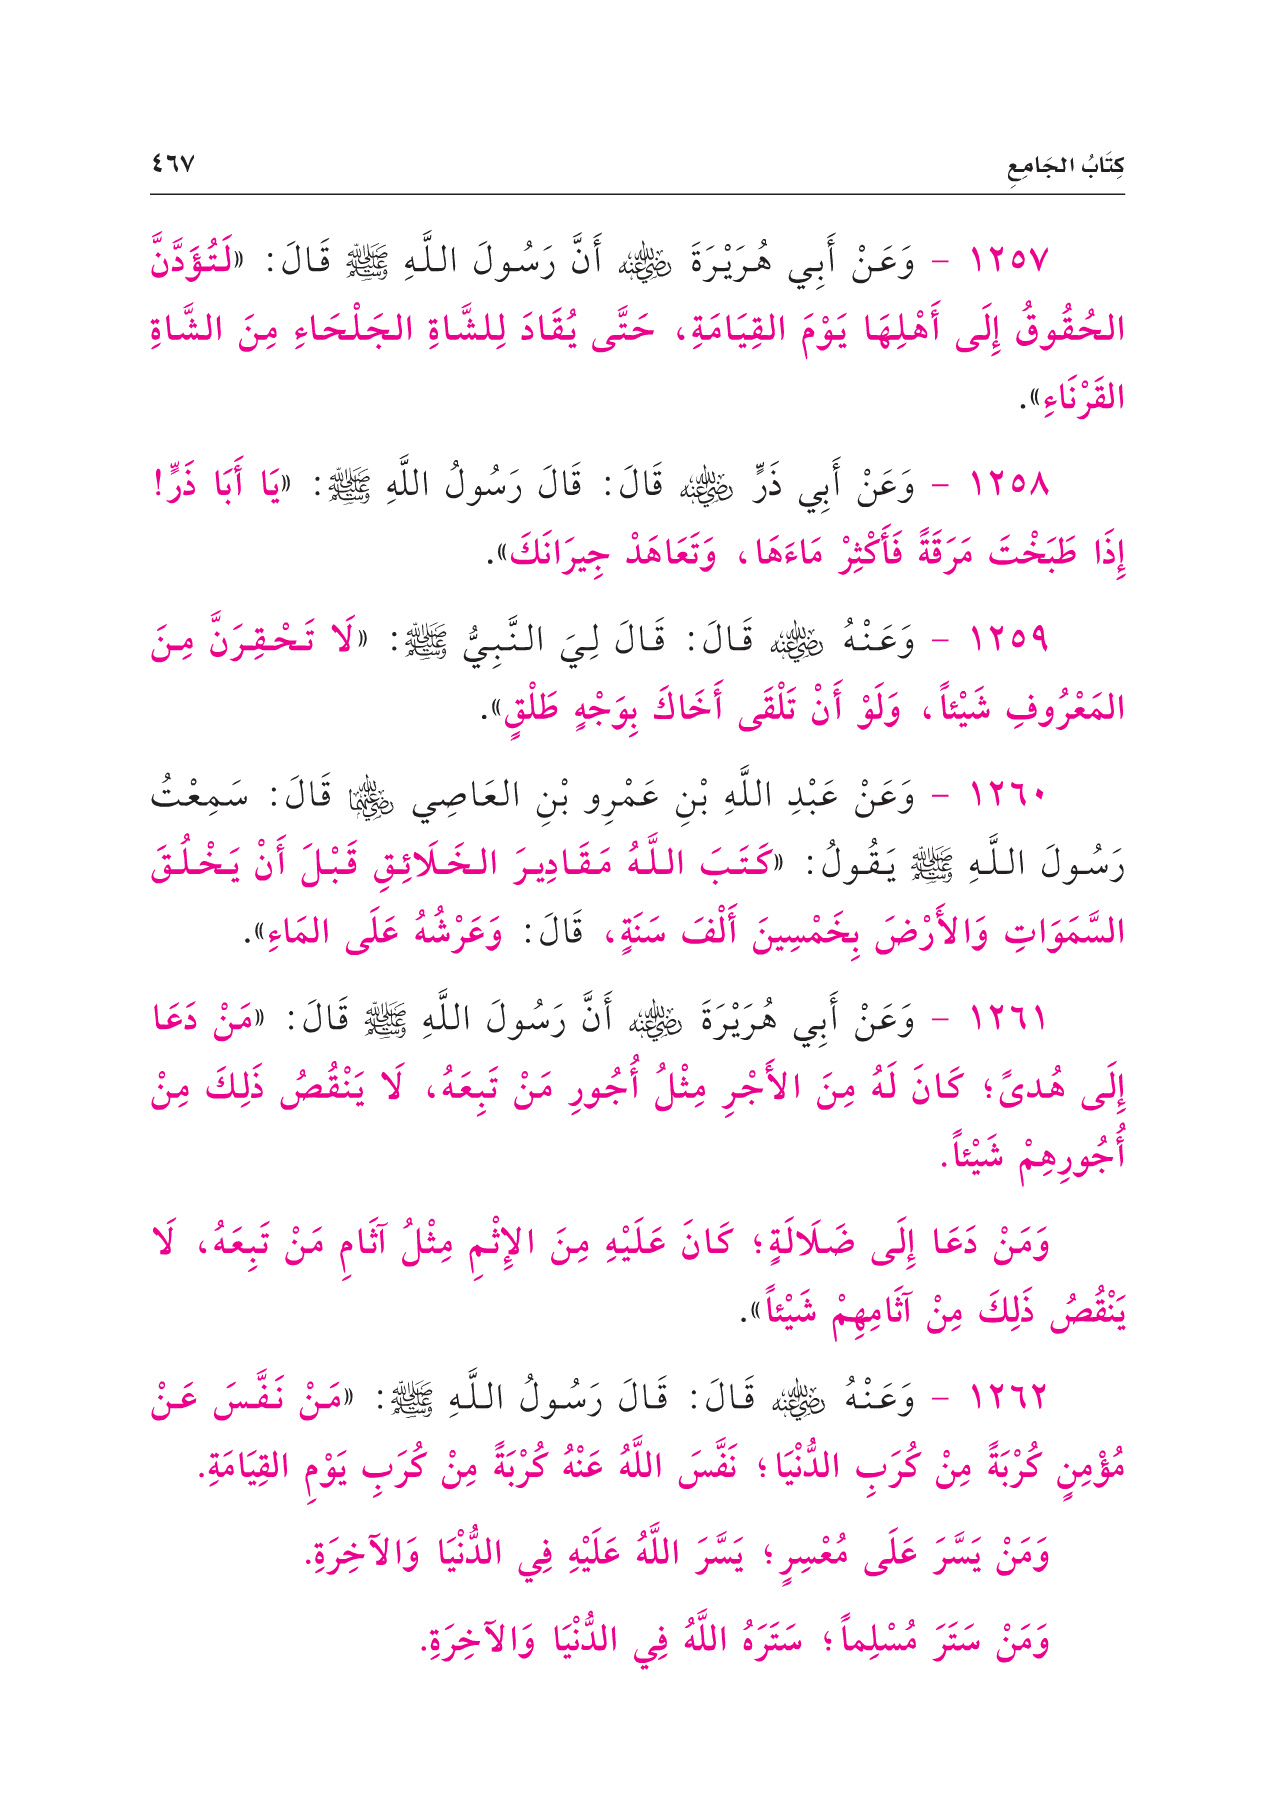 كِتَابُ الجَامِعِ ٤٦٧
١٢٥٧ - وَعَنْ أَبِي هُرَيْرَةَ رضي الله عنه أَنَّ رَسُولَ اللَّهِ ﷺ قَالَ: «لَتُؤَدَّنَّ
الحُقُوقُ إِلَى أَهْلِهَا يَوْمَ القِيَامَةِ، حَتَّى يُقَادَ لِلشَّاةِ الجَلْحَاءِ مِنَ الشَّاةِ
القَرْنَاءِ».
١٢٥٨ - وَعَنْ أَبِي ذَرٍّ رضي الله عنه قَالَ: قَالَ رَسُولُ اللَّهِ ﷺ: «يَا أَبَا ذَرٍّ!
إِذَا طَبَخْتَ مَرَقَةً فَأَكْثِرْ مَاءَهَا، وَتَعَاهَدْ جِيرَانَكَ».
١٢٥٩ - وَعَنْهُ رضي الله عنه قَالَ: قَالَ لِيَ النَّبِيُّ ﷺ: «لَا تَحْقِرَنَّ مِنَ
المَعْرُوفِ شَيْئاً، وَلَوْ أَنْ تَلْقَى أَخَاكَ بِوَجْهٍ طَلْقٍ».
١٢٦٠ - وَعَنْ عَبْدِ اللَّهِ بْنِ عَمْرِو بْنِ العَاصِي رضي الله عنهما قَالَ: سَمِعْتُ
رَسُولَ اللَّهِ ﷺ يَقُولُ: «كَتَبَ اللَّهُ مَقَادِيرَ الخَلَائِقِ قَبْلَ أَنْ يَخْلُقَ
السَّمَوَاتِ وَالأَرْضَ بِخَمْسِينَ أَلْفَ سَنَةٍ، قَالَ: وَعَرْشُهُ عَلَى المَاءِ».
١٢٦١ - وَعَنْ أَبِي هُرَيْرَةَ رضي الله عنه أَنَّ رَسُولَ اللَّهِ ﷺ قَالَ: «مَنْ دَعَا
إِلَى هُدىً؛ كَانَ لَهُ مِنَ الأَجْرِ مِثْلُ أُجُورِ مَنْ تَبِعَهُ، لَا يَنْقُصُ ذَلِكَ مِنْ
أُجُورِهِمْ شَيْئاً.
وَمَنْ دَعَا إِلَى ضَلَالَةٍ؛ كَانَ عَلَيْهِ مِنَ الإِثْمِ مِثْلُ آثَامِ مَنْ تَبِعَهُ، لَا
يَنْقُصُ ذَلِكَ مِنْ آثَامِهِمْ شَيْئاً».
١٢٦٢ - وَعَنْهُ رضي الله عنه قَالَ: قَالَ رَسُولُ اللَّهِ ﷺ: «مَنْ نَفَّسَ عَنْ
مُؤْمِنٍ كُرْبَةً مِنْ كُرَبِ الدُّنْيَا؛ نَفَّسَ اللَّهُ عَنْهُ كُرْبَةً مِنْ كُرَبِ يَوْمِ القِيَامَةِ.
وَمَنْ يَسَّرَ عَلَى مُعْسِرٍ؛ يَسَّرَ اللَّهُ عَلَيْهِ فِي الدُّنْيَا وَالآخِرَةِ.
وَمَنْ سَتَرَ مُسْلِماً؛ سَتَرَهُ اللَّهُ فِي الدُّنْيَا وَالآخِرَةِ.